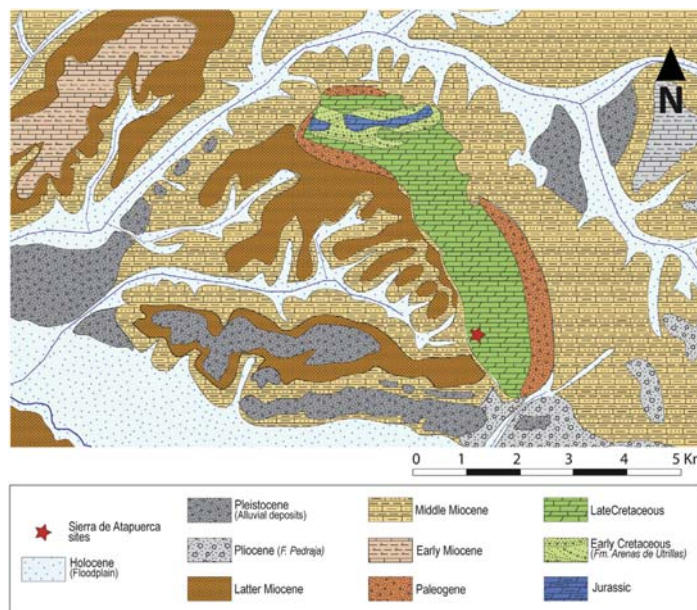 N
0 1 2 3 4 5 Km
Sierra de Atapuerca
sites
Holocene
(Floodplain)
Pleistocene
(Alluvial deposits)
Pliocene (F. Pedraja)
Latter Miocene
Middle Miocene
Early Miocene
Paleogene
LateCretaceous
Early Cretaceous
(Fm. Arenas de Utrillas)
Jurassic